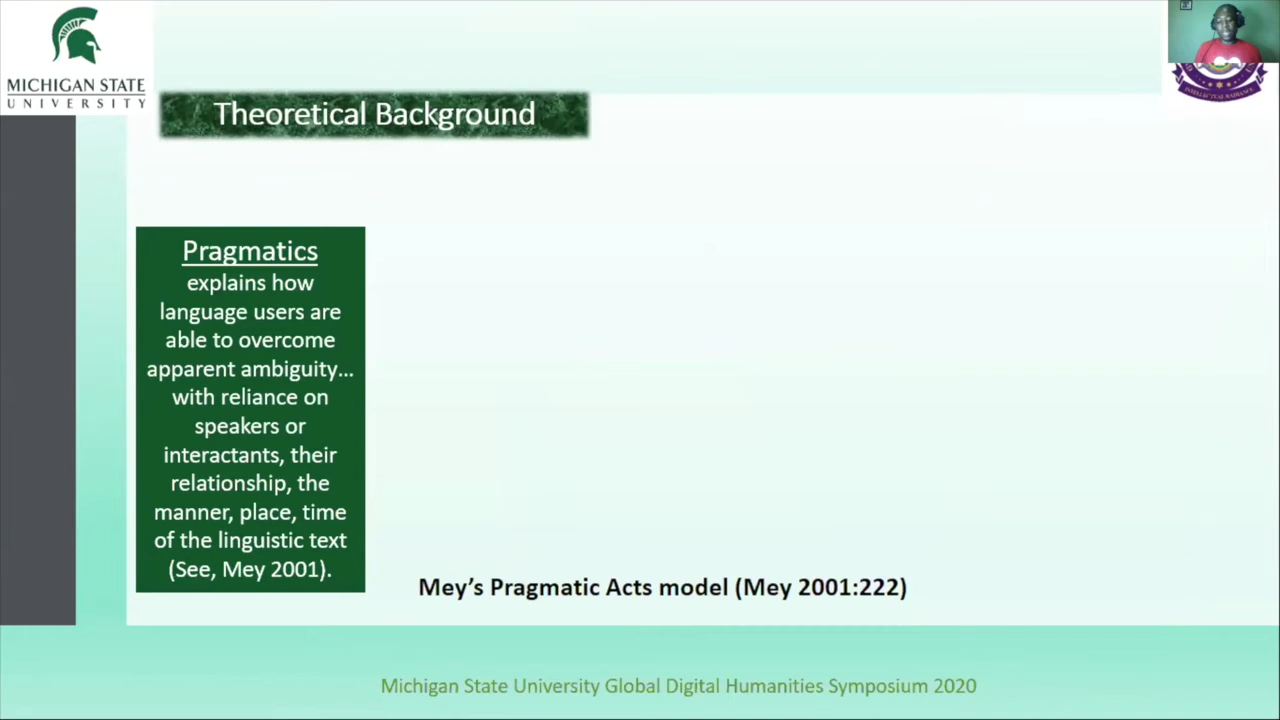 MICHIGAN STATE
UNIVERSITY
Theoretical Background
Pragmatics
explains how
language users are
able to overcome
apparent ambiguity…
with reliance on
speakers or
interactants, their
relationship, the
manner, place, time
of the linguistic text
(See, Mey 2001).
Mey’s Pragmatic Acts model (Mey 2001:222)
Michigan State University Global Digital Humanities Symposium 2020